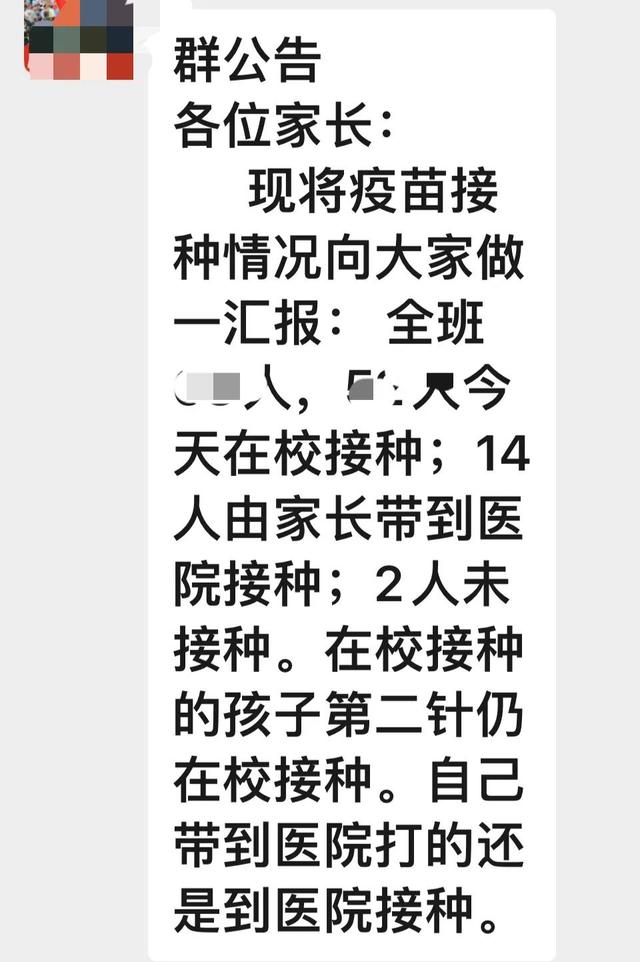 群公告
各位家长：
现将疫苗接
种情况向大家做
一汇报： 全班
人， 人今
天在校接种；14
人由家长带到医
院接种；2人未
接种。在校接种
的孩子第二针仍
在校接种。自己
带到医院打的还
是到医院接种。